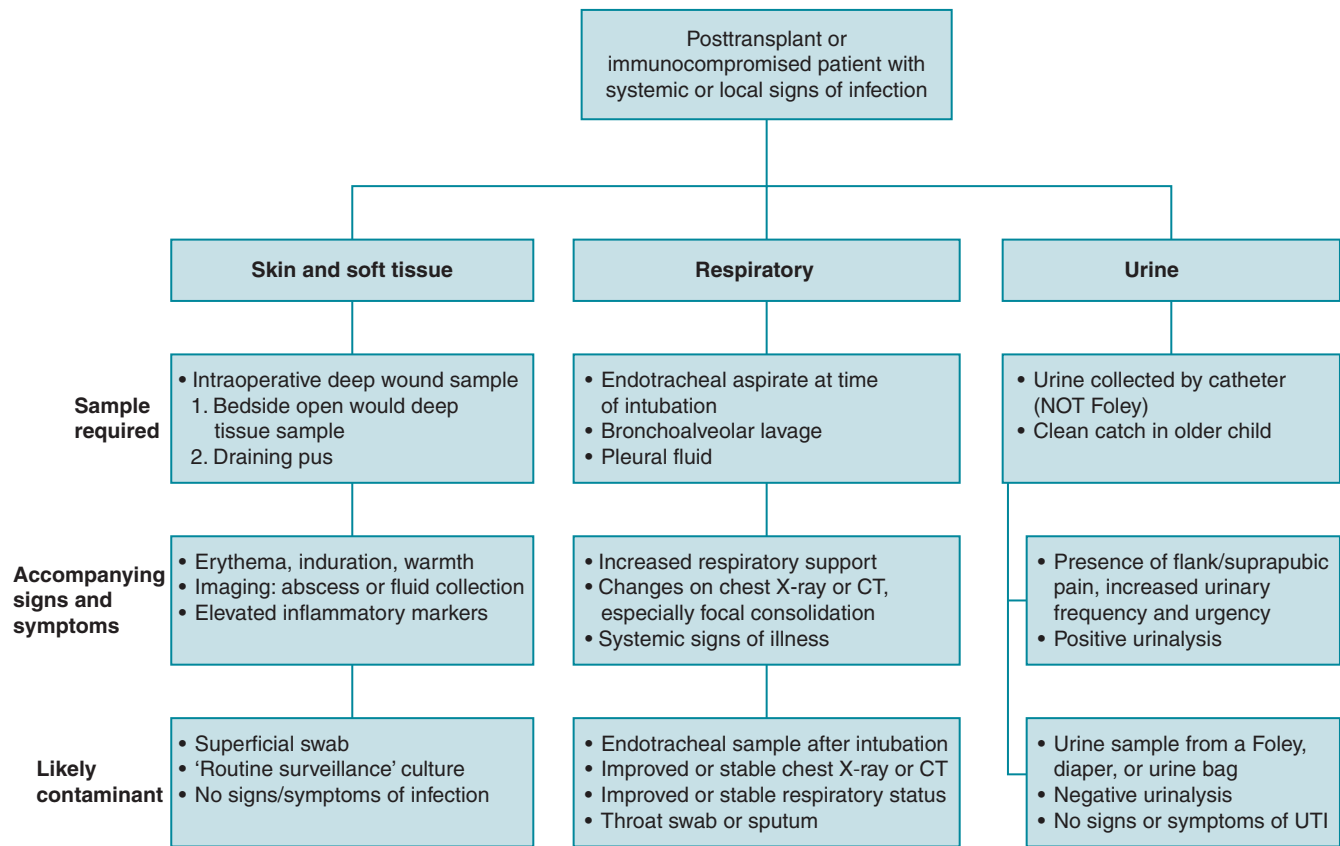 Posttransplant or
immunocompromised patient with
systemic or local signs of infection
Skin and soft tissue
Respiratory
Urine
Sample
required
• Intraoperative deep wound sample
1. Bedside open would deep
tissue sample
2. Draining pus
• Endotracheal aspirate at time
of intubation
• Bronchoalveolar lavage
• Pleural fluid
• Urine collected by catheter
(NOT Foley)
• Clean catch in older child
Accompanying
signs and
symptoms
• Erythema, induration, warmth
• Imaging: abscess or fluid collection
• Elevated inflammatory markers
• Increased respiratory support
• Changes on chest X-ray or CT,
especially focal consolidation
• Systemic signs of illness
• Presence of flank/suprapubic
pain, increased urinary
frequency and urgency
• Positive urinalysis
Likely
contaminant
• Superficial swab
• ‘Routine surveillance’ culture
• No signs/symptoms of infection
• Endotracheal sample after intubation
• Improved or stable chest X-ray or CT
• Improved or stable respiratory status
• Throat swab or sputum
• Urine sample from a Foley,
diaper, or urine bag
• Negative urinalysis
• No signs or symptoms of UTI